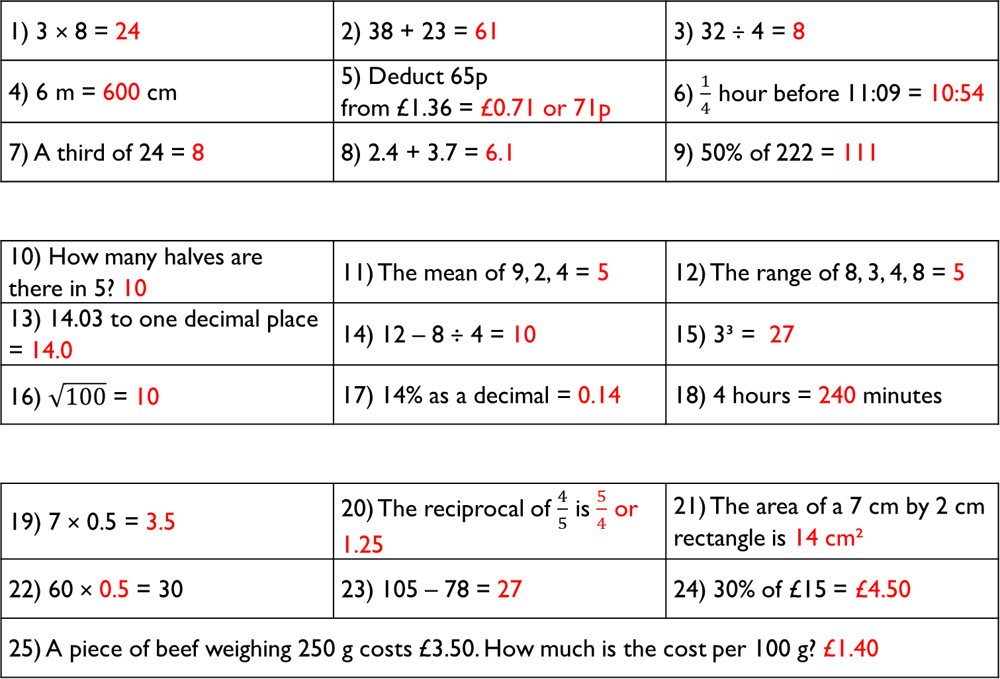 1) 3 × 8 = 24
2) 38 + 23 = 61
3) 32 ÷ 4 = 8
4) 6 m = 600 cm
5) Deduct 65p
from £1.36 = £0.71 or 71p
6) 1/4 hour before 11:09 = 10:54
7) A third of 24 = 8
8) 2.4 + 3.7 = 6.1
9) 50% of 222 = 111
10) How many halves are
there in 5? 10
11) The mean of 9, 2, 4 = 5
12) The range of 8, 3, 4, 8 = 5
13) 14.03 to one decimal place
= 14.0
14) 12 – 8 ÷ 4 = 10
15) 3³ = 27
16) √100 = 10
17) 14% as a decimal = 0.14
18) 4 hours = 240 minutes
19) 7 × 0.5 = 3.5
20) The reciprocal of 4/5 is 5/4 or
1.25
21) The area of a 7 cm by 2 cm
rectangle is 14 cm²
22) 60 × 0.5 = 30
23) 105 – 78 = 27
24) 30% of £15 = £4.50
25) A piece of beef weighing 250 g costs £3.50. How much is the cost per 100 g? £1.40